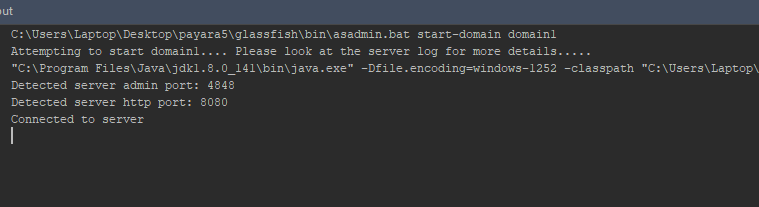 out
C:\Users\Laptop\Desktop\payara5\glassfish\bin\asadmin.bat start-domain domain1
Attempting to start domain1.... Please look at the server log for more details.....
"C:\Program Files\Java\jdk1.8.0_141\bin\java.exe" -Dfile.encoding=windows-1252 -classpath "C:\Users\Laptop\
Detected server admin port: 4848
Detected server http port: 8080
Connected to server